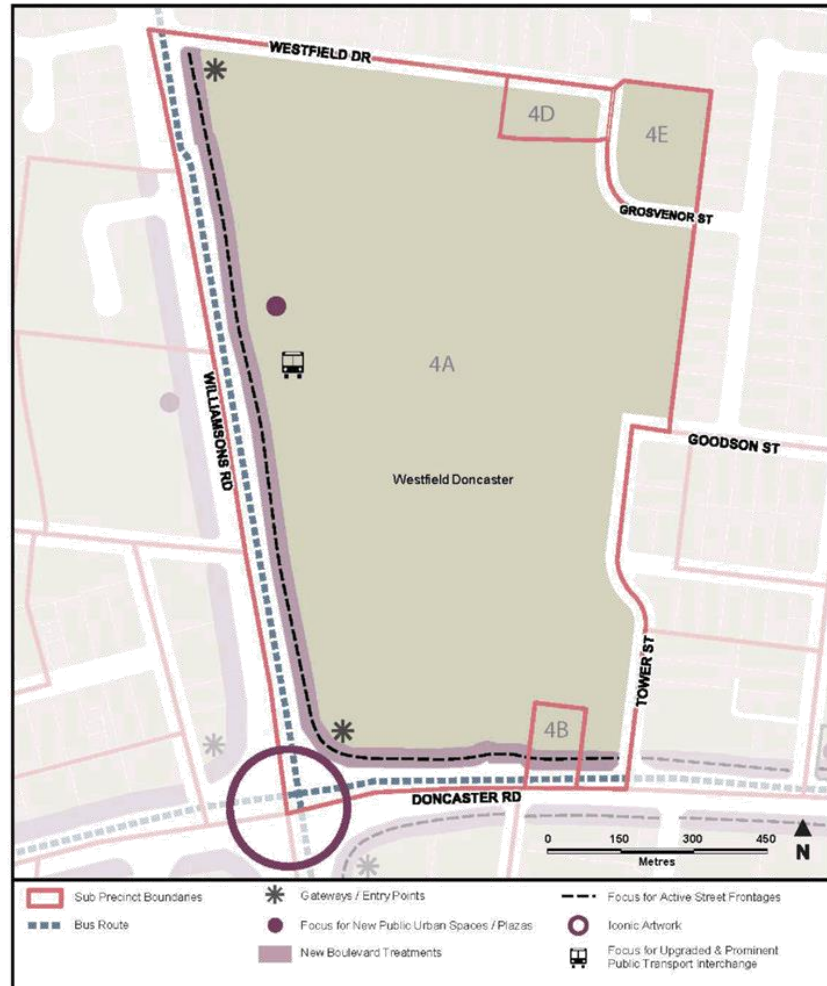 WESTFIELD DR
4D
4E
GROSVENOR ST
4A
WILLIAMSONS RD
GOODSON ST
Westfield Doncaster
TOWER ST
4B
DONCASTER RD
0 150 300 450
Metres
N
Sub Precinct Boundaries
Gateways / Entry Points
Focus for Active Street Frontages
Bus Route
Focus for New Public Urban Spaces / Plazas
Iconic Artwork
New Boulevard Treatments
Focus for Upgraded & Prominent
Public Transport Interchange